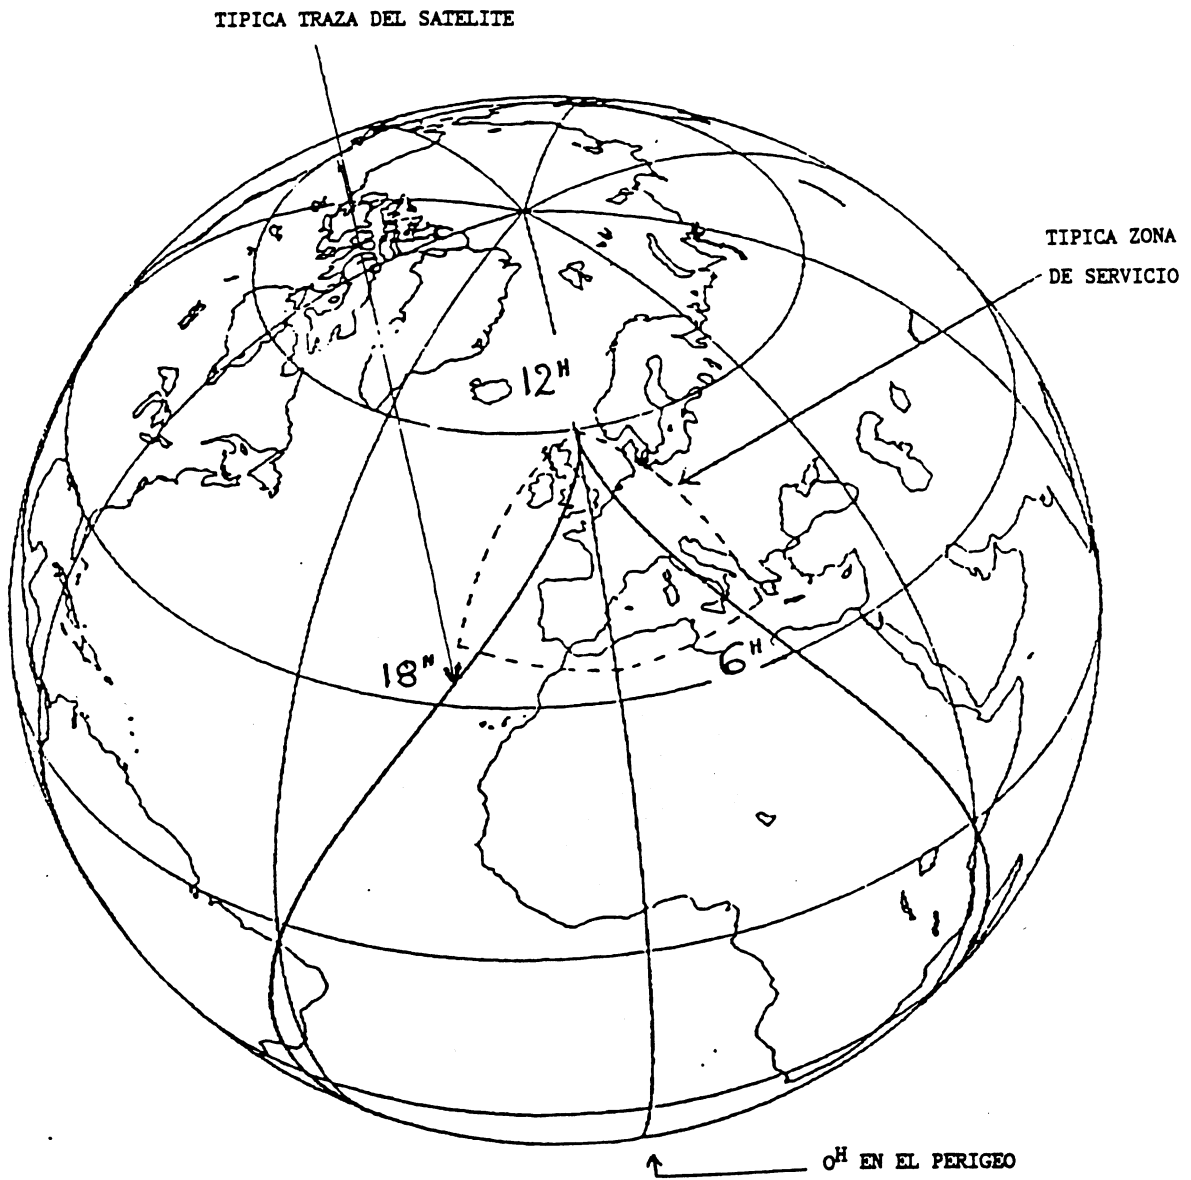 TIPICA TRAZA DEL SATELITE
TIPICA ZONA
DE SERVICIO
12H
18H
6H
0H EN EL PERIGEO